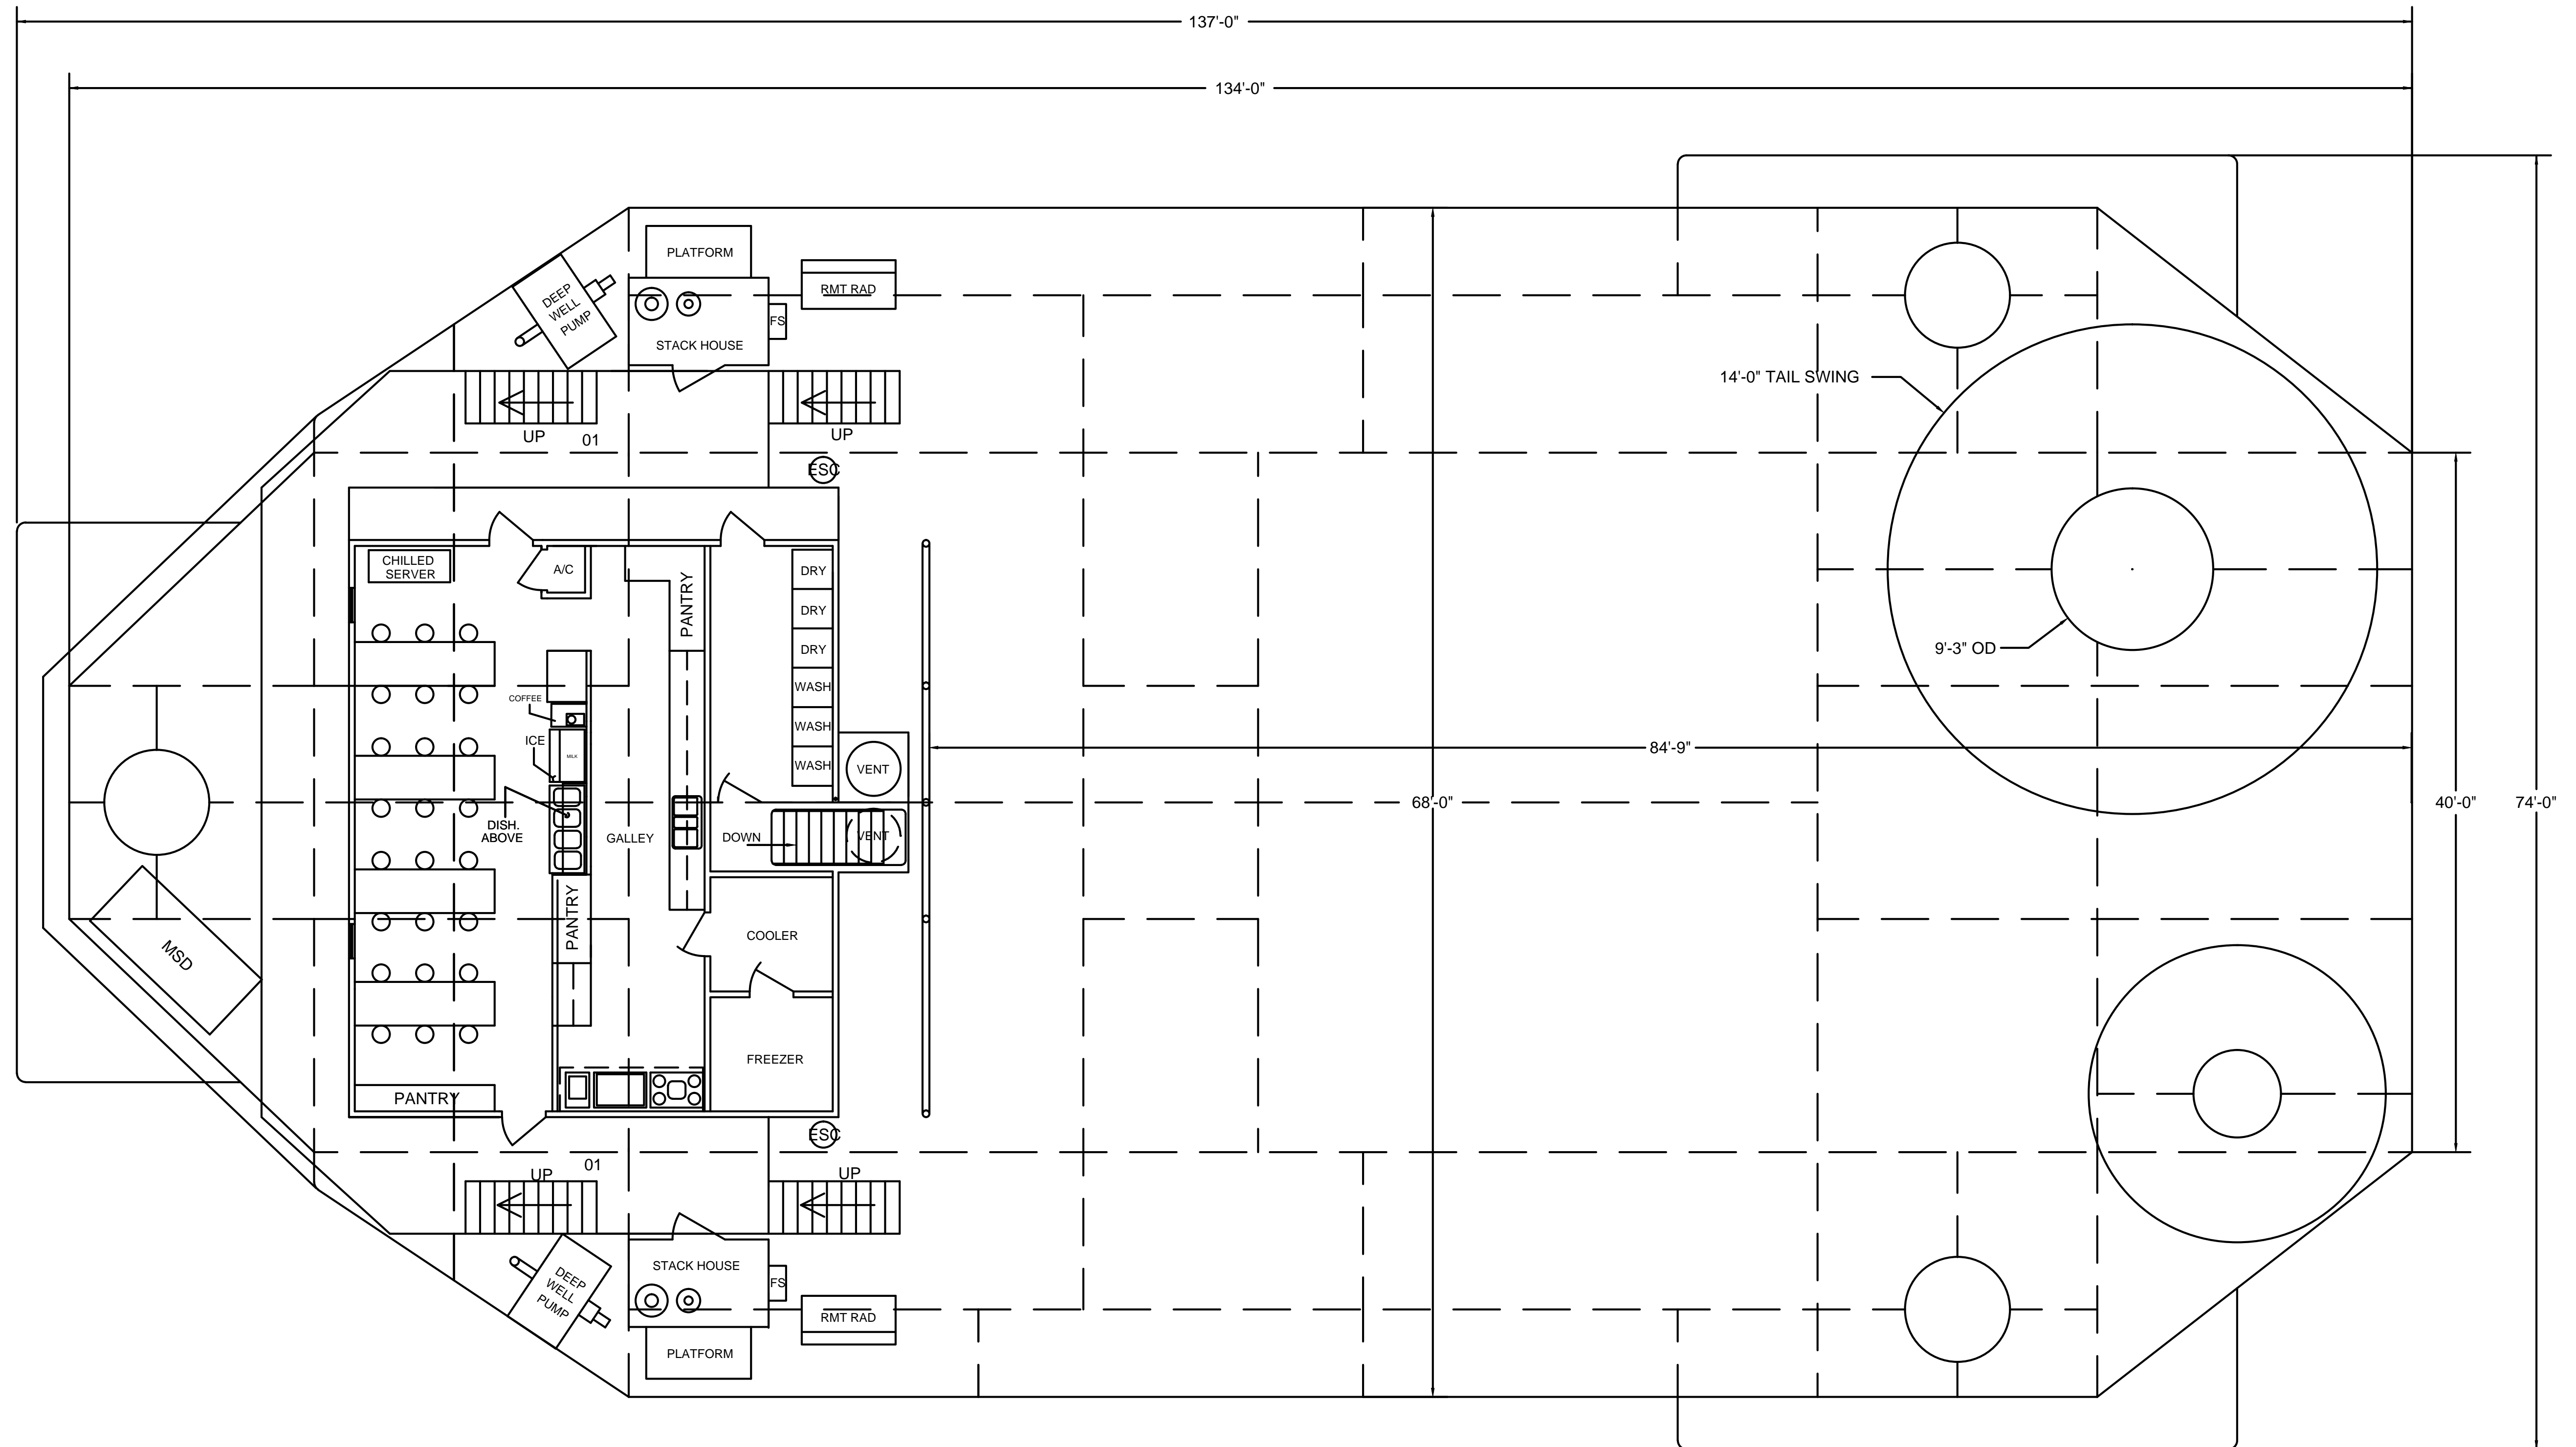 137'-0"
134'-0"
PLATFORM
DEEP
WELL
PUMP
RMT RAD
FS
STACK HOUSE
14'-0" TAIL SWING
UP
01
UP
ESC
CHILLED
SERVER
A/C
PANTRY
DRY
DRY
DRY
WASH
WASH
WASH
9'-3" OD
COFFEE
ICE
MILK
VENT
84'-9"
DISH.
ABOVE
GALLEY
DOWN
VENT
68'-0"
40'-0"
74'-0"
PANTRY
COOLER
MSD
FREEZER
PANTRY
ESC
01
UP
UP
STACK HOUSE
DEEP
WELL
PUMP
FS
RMT RAD
PLATFORM